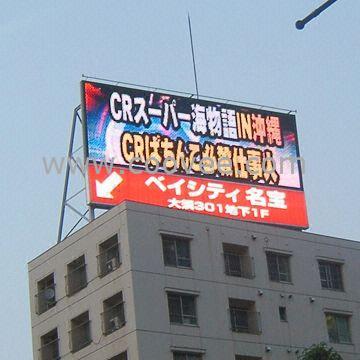 CRスーパー海物語IN沖縄
CRぱちんこ必殺仕事人
ベイシティ名宝
大須301地下1F